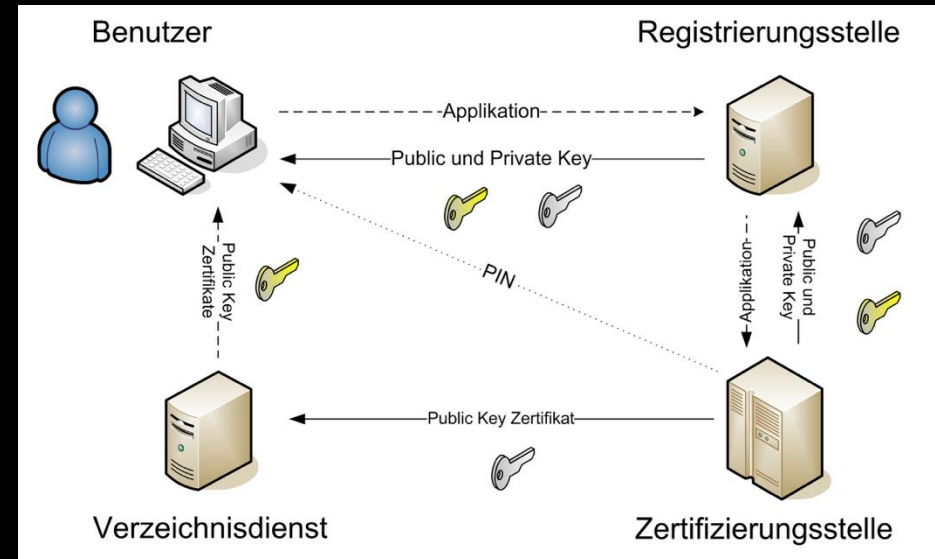 Benutzer
Registrierungsstelle
Applikation
Public und Private Key
PIN
Public Key
Zertifikate
Applikation
Public und
Private Key
Public Key Zertifikat
Verzeichnisdienst
Zertifizierungsstelle